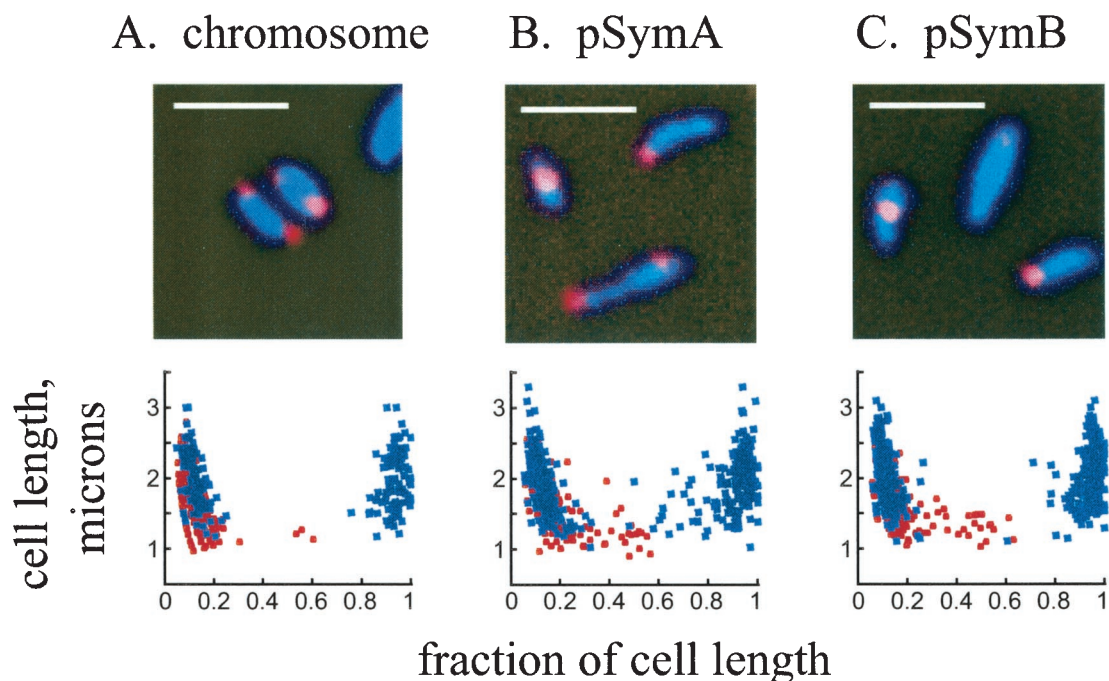 A. chromosome
B. pSymA
C. pSymB
cell length,
microns
3
2
1
0 0.2 0.4 0.6 0.8 1
3
2
1
0 0.2 0.4 0.6 0.8 1
3
2
1
0 0.2 0.4 0.6 0.8 1
fraction of cell length